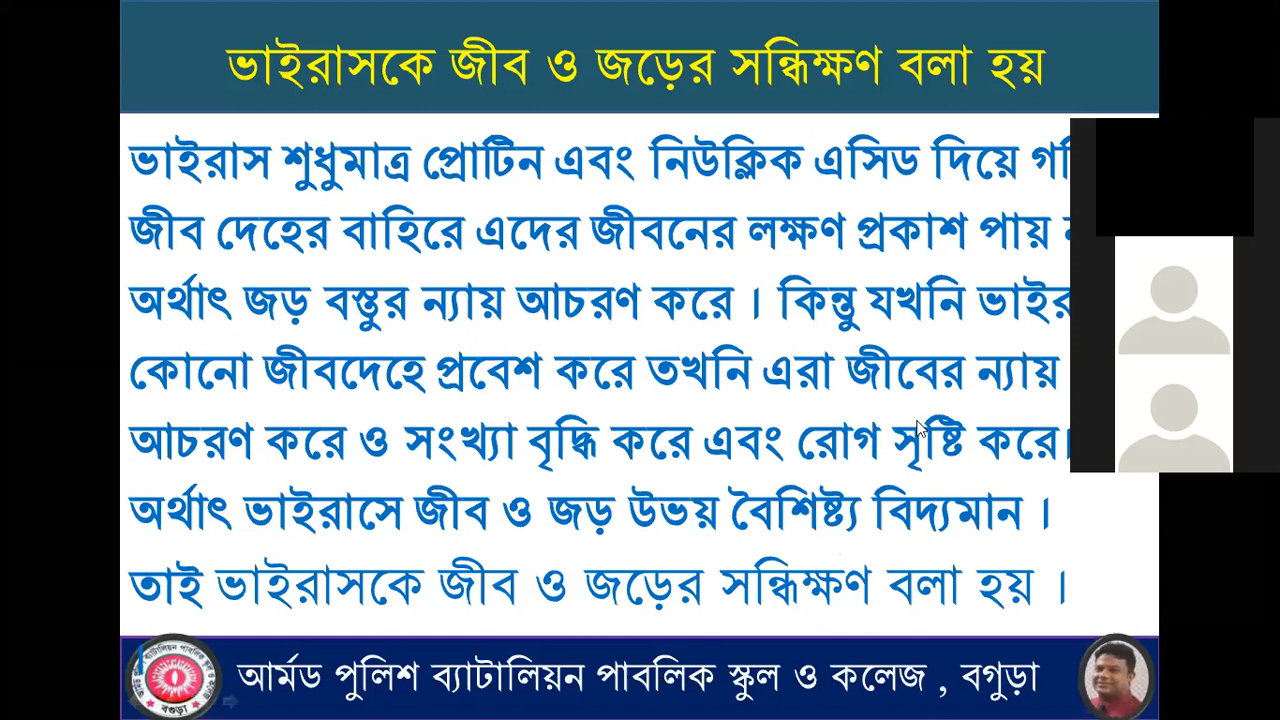 ভাইরাসকে জীব ও জড়ের সন্ধিক্ষণ বলা হয়
ভাইরাস শুধুমাত্র প্রোটিন এবং নিউক্লিক এসিড দিয়ে
জীব দেহের বাহিরে এদের জীবনের লক্ষণ প্রকাশ পায়
অর্থাৎ জড় বস্তুর ন্যায় আচরণ করে । কিন্তু যখনি
কোনো জীবদেহে প্রবেশ করে তখনি এরা জীবের ন্যায়
আচরণ করে ও সংখ্যা বৃদ্ধি করে এবং রোগ সৃষ্টি করে।
অর্থাৎ ভাইরাসে জীব ও জড় উভয় বৈশিষ্ট্য বিদ্যমান ।
তাই ভাইরাসকে জীব ও জড়ের সন্ধিক্ষণ বলা হয় ।
আর্মড পুলিশ ব্যাটালিয়ন পাবলিক স্কুল ও কলেজ , বগুড়া
বগুড়া